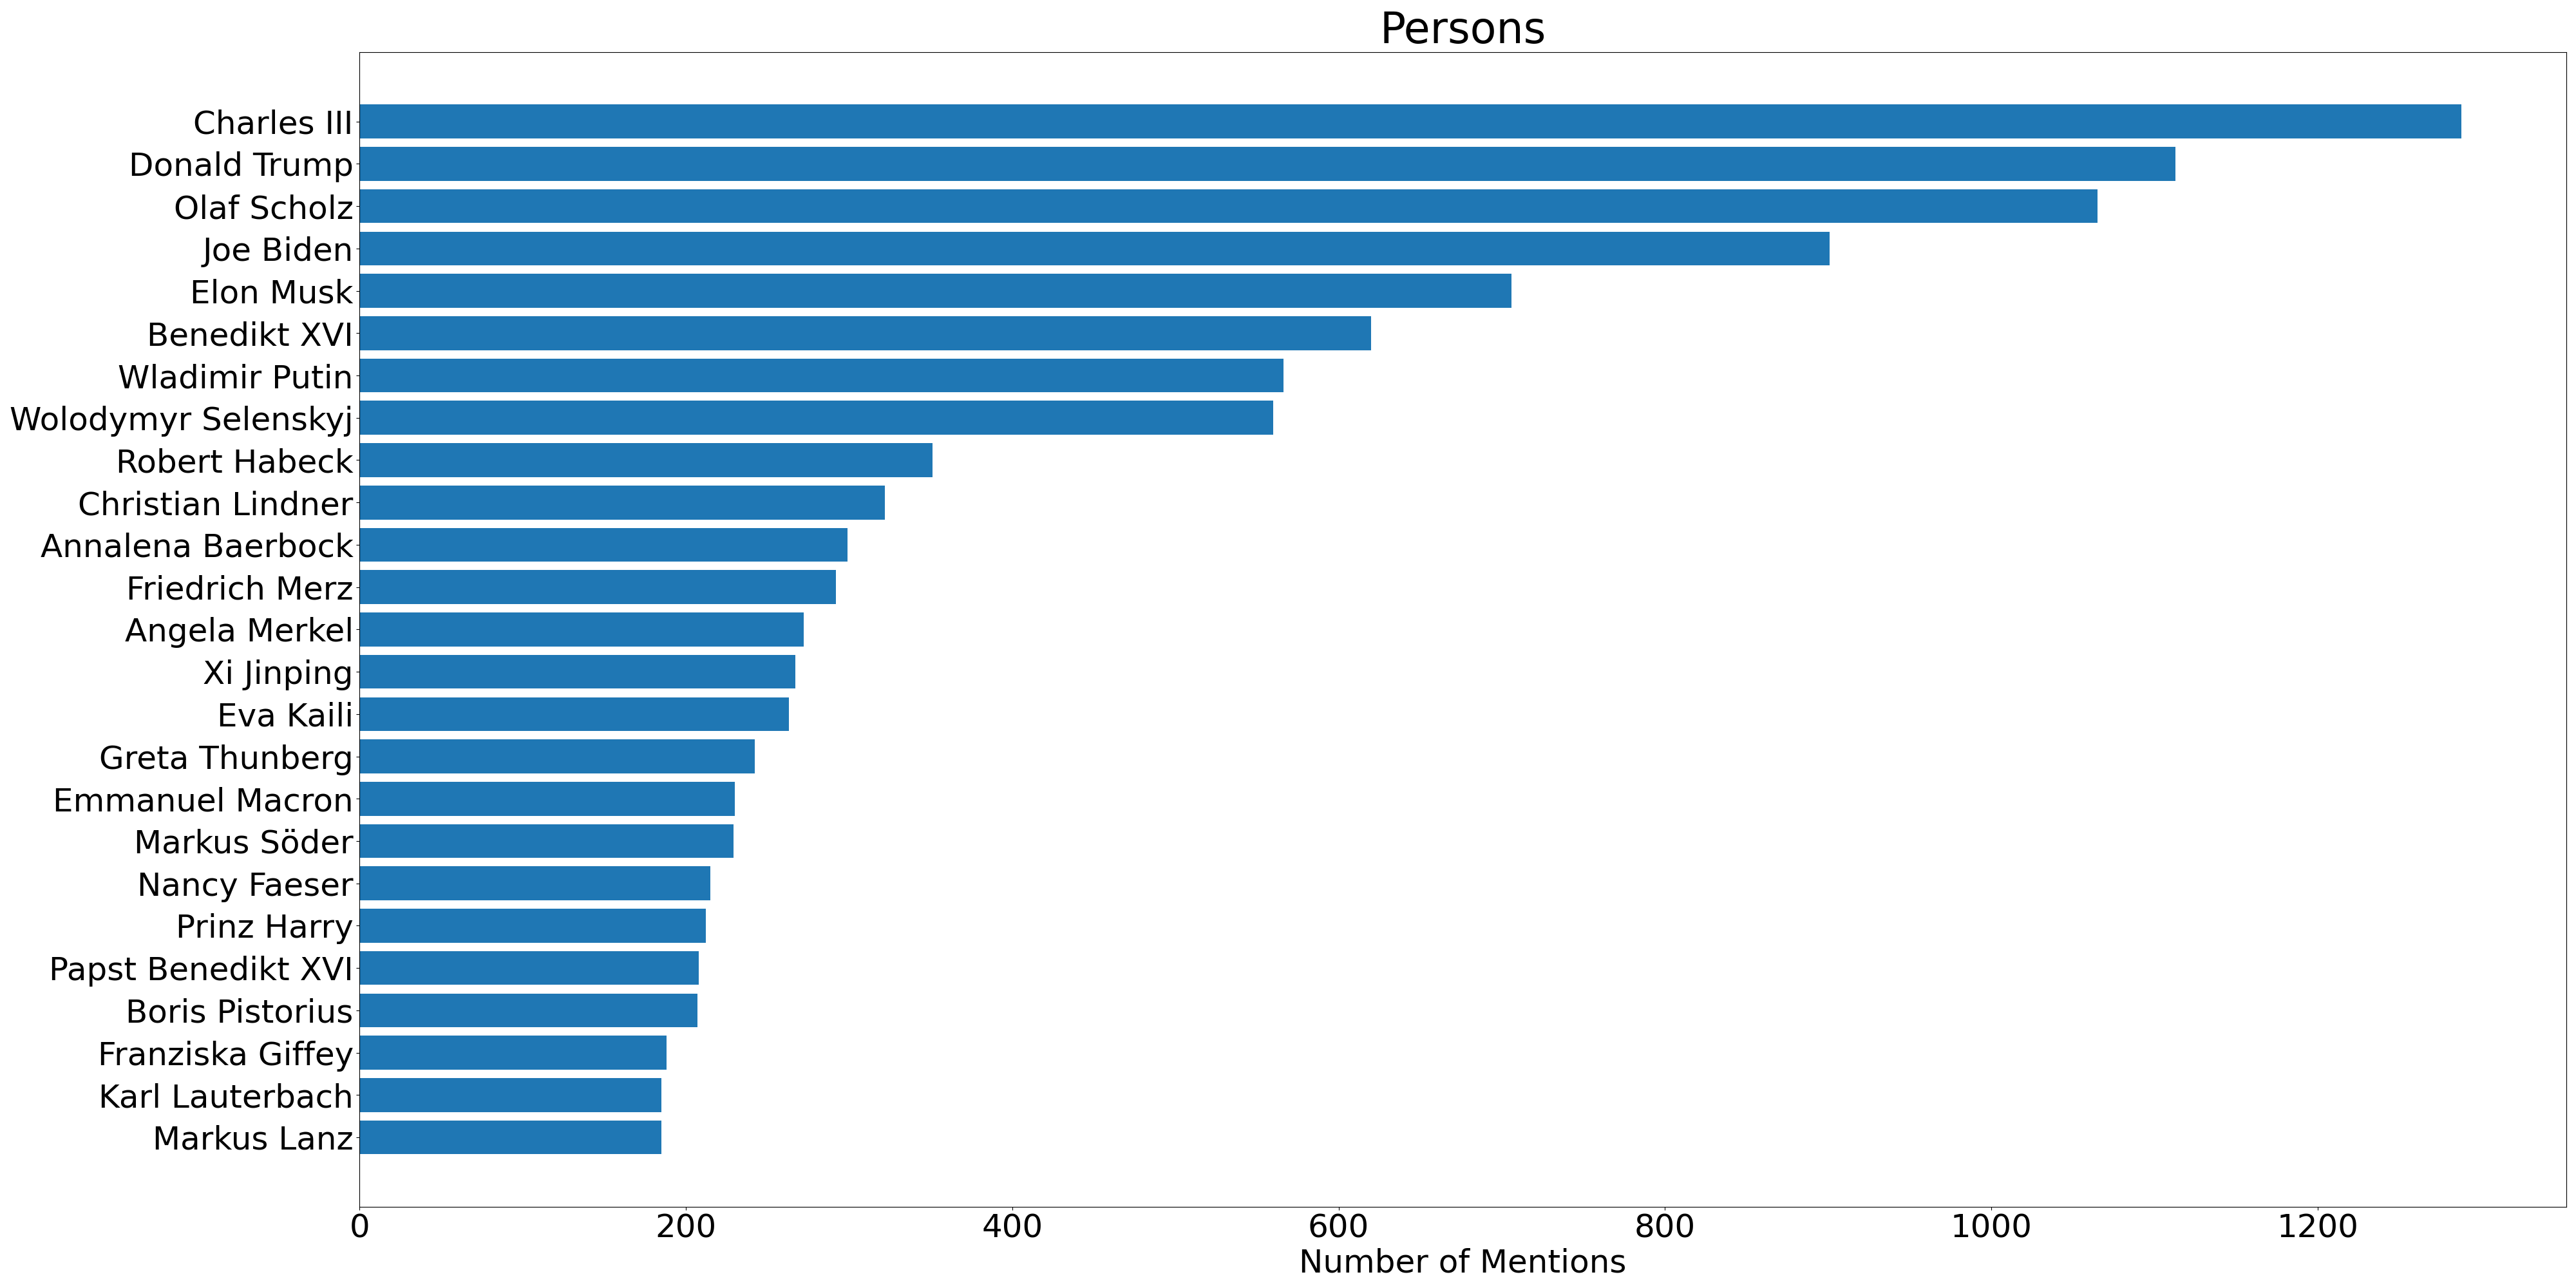 Persons
Charles III
Donald Trump
Olaf Scholz
Joe Biden
Elon Musk
Benedikt XVI
Wladimir Putin
Wolodymyr Selenskyj
Robert Habeck
Christian Lindner
Annalena Baerbock
Friedrich Merz
Angela Merkel
Xi Jinping
Eva Kaili
Greta Thunberg
Emmanuel Macron
Markus Söder
Nancy Faeser
Prinz Harry
Papst Benedikt XVI
Boris Pistorius
Franziska Giffey
Karl Lauterbach
Markus Lanz
0 200 400 600 800 1000 1200
Number of Mentions